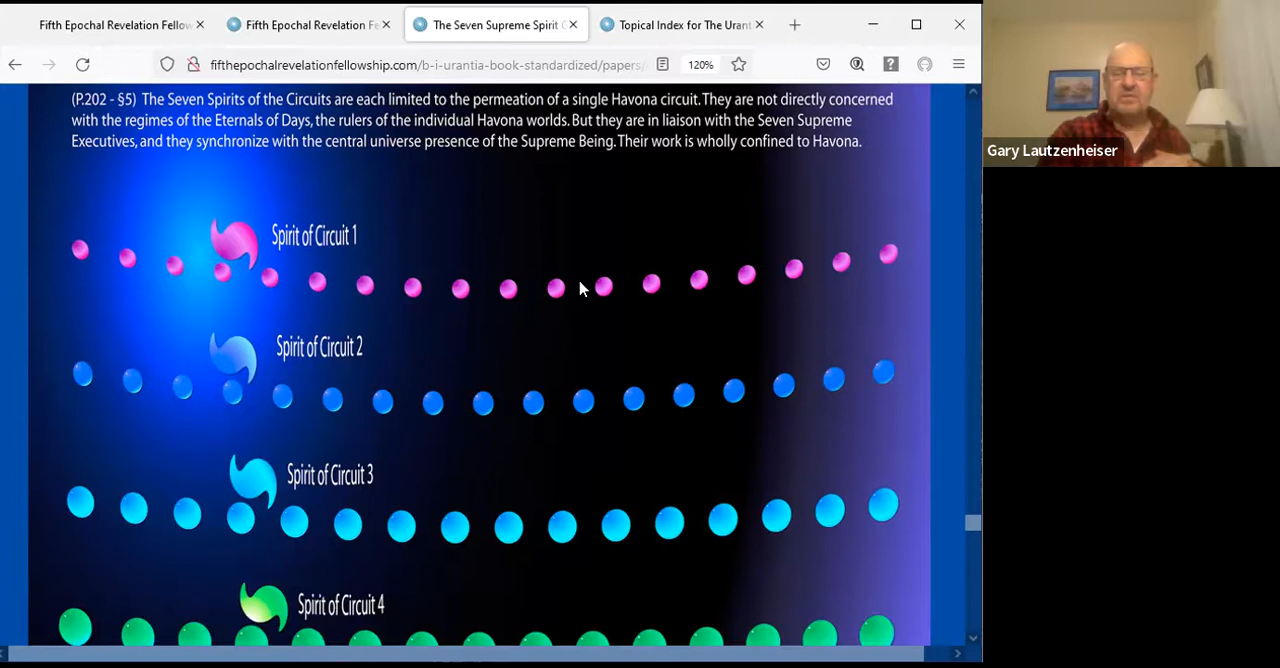 Fifth Epochal Revelation Fellow
Fifth Epochal Revelation Fe
The Seven Supreme Spirit
Topical Index for The Urant
fifthepochalrevelationfellowship.com/b-i-urantia-book-standardized/papers/
120%
(P.202 - §5) The Seven Spirits of the Circuits are each limited to the permeation of a single Havona circuit. They are not directly concerned
with the regimes of the Eternals of Days, the rulers of the individual Havona worlds. But they are in liaison with the Seven Supreme
Executives, and they synchronize with the central universe presence of the Supreme Being. Their work is wholly confined to Havona.
Gary Lautzenheiser
Spirit of Circuit 1
Spirit of Circuit 2
Spirit of Circuit 3
Spirit of Circuit 4